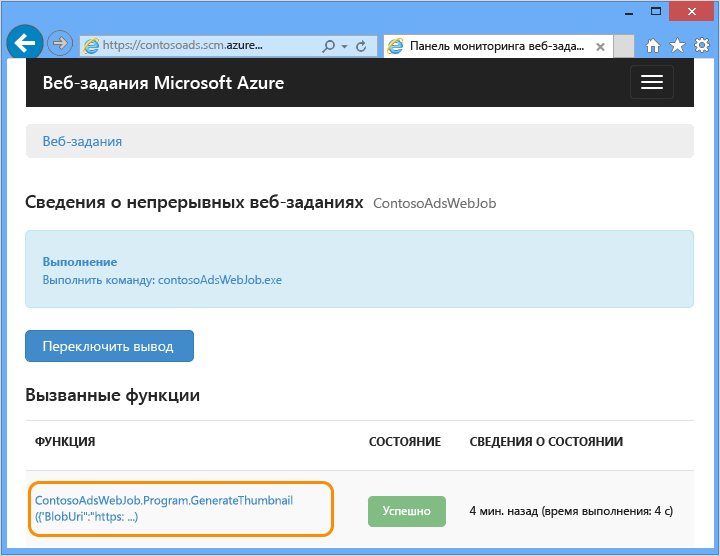 https://contosoads.scm.azure...
Панель мониторинга веб-зада...
Веб-задания Microsoft Azure
Веб-задания
Сведения о непрерывных веб-заданиях ContosoAdsWebJob
Выполнение
Выполнить команду: contosoAdsWebJob.exe
Переключить вывод
Вызванные функции
ФУНКЦИЯ СОСТОЯНИЕ СВЕДЕНИЯ О СОСТОЯНИИ
ContosoAdsWebJob.Program.GenerateThumbnail
({"BlobUri":"https: ...)
Успешно
4 мин. назад (время выполнения: 4 с)